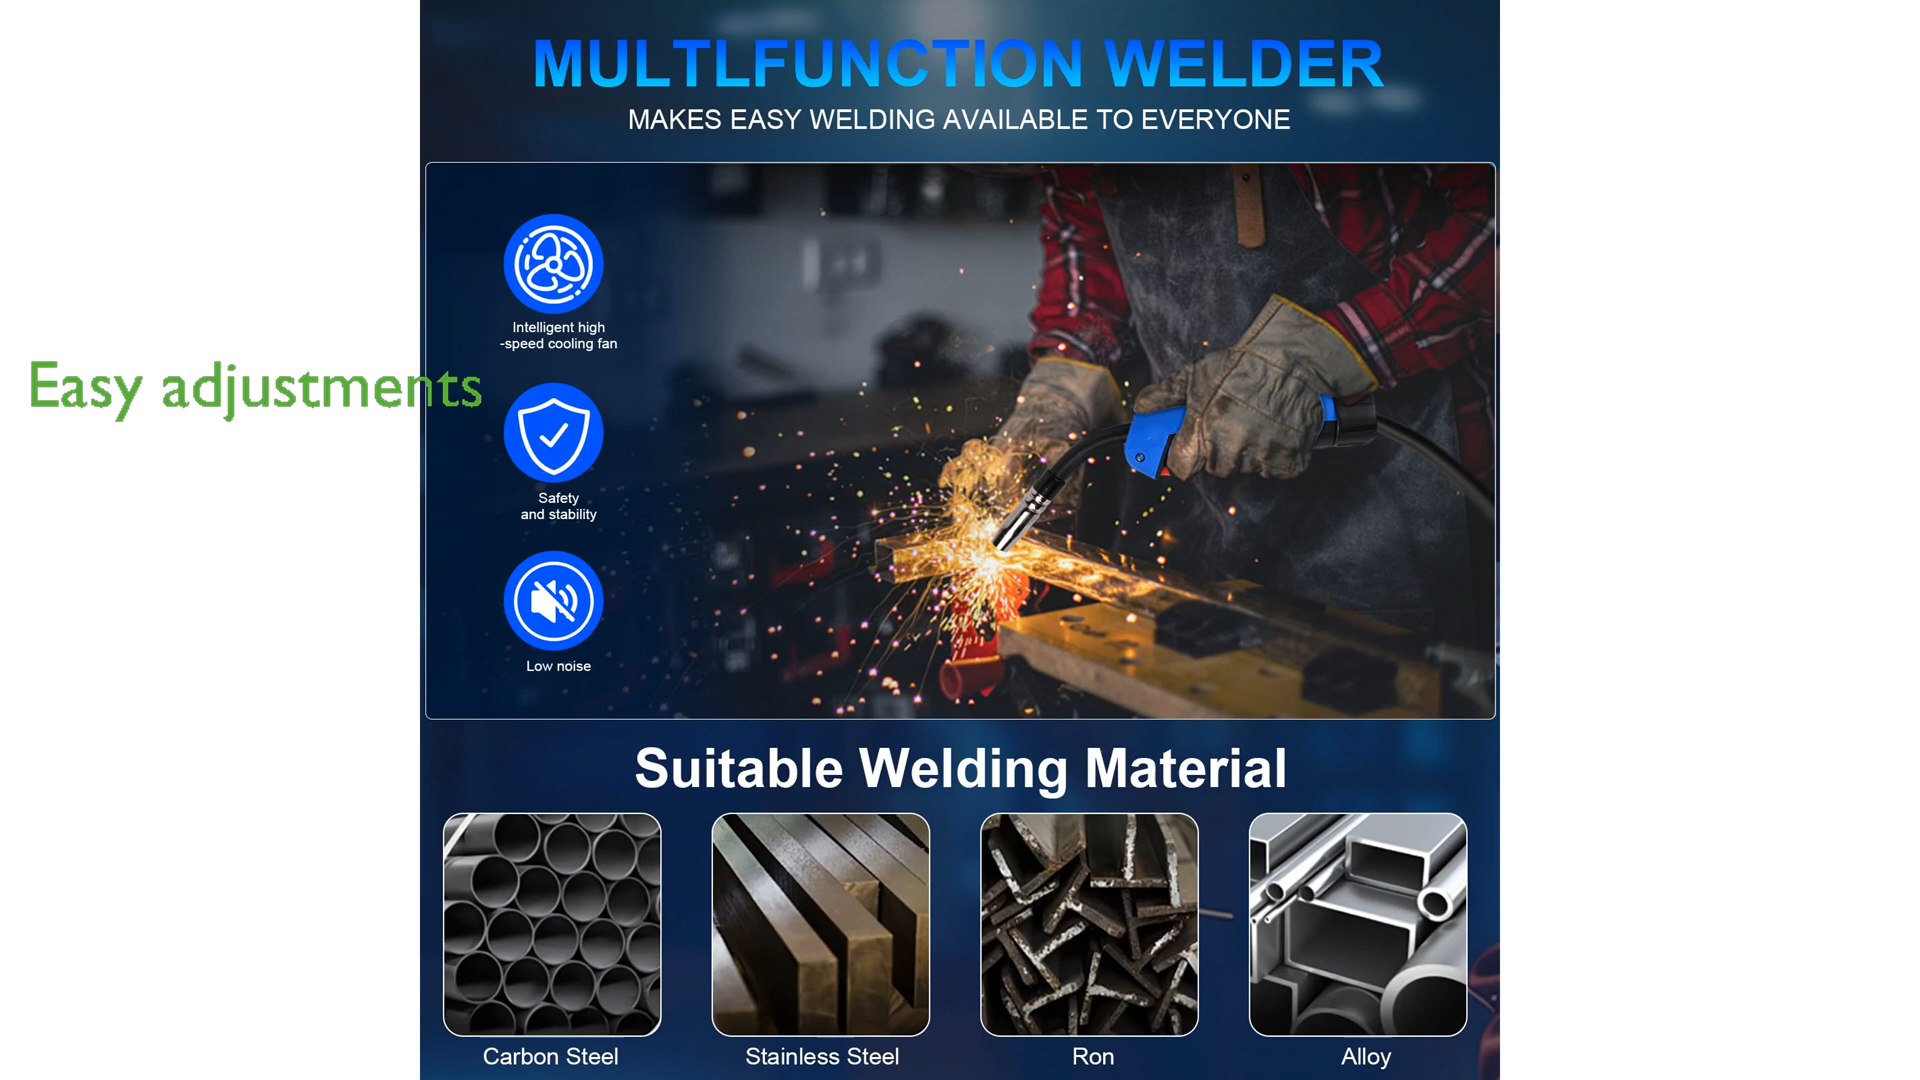 MULTLFUNCTION WELDER
MAKES EASY WELDING AVAILABLE TO EVERYONE
Intelligent high
-speed cooling fan
Easy adjustments
Safety
and stability
Low noise
Suitable Welding Material
Carbon Steel
Stainless Steel
Ron
Alloy